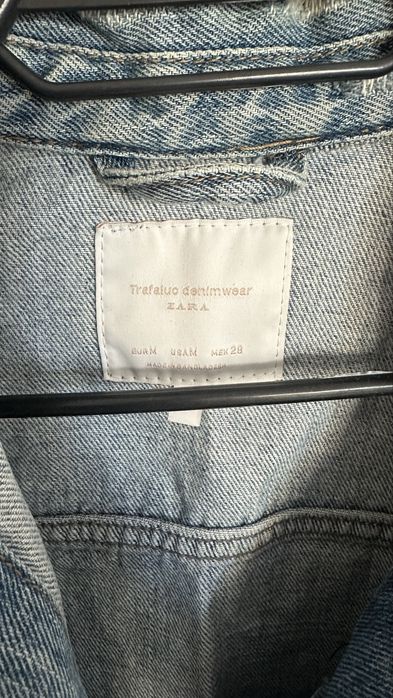 Trafaluc denimwear
ZARA
EUR M USA M MEX 28
MADE IN BANGLADESH